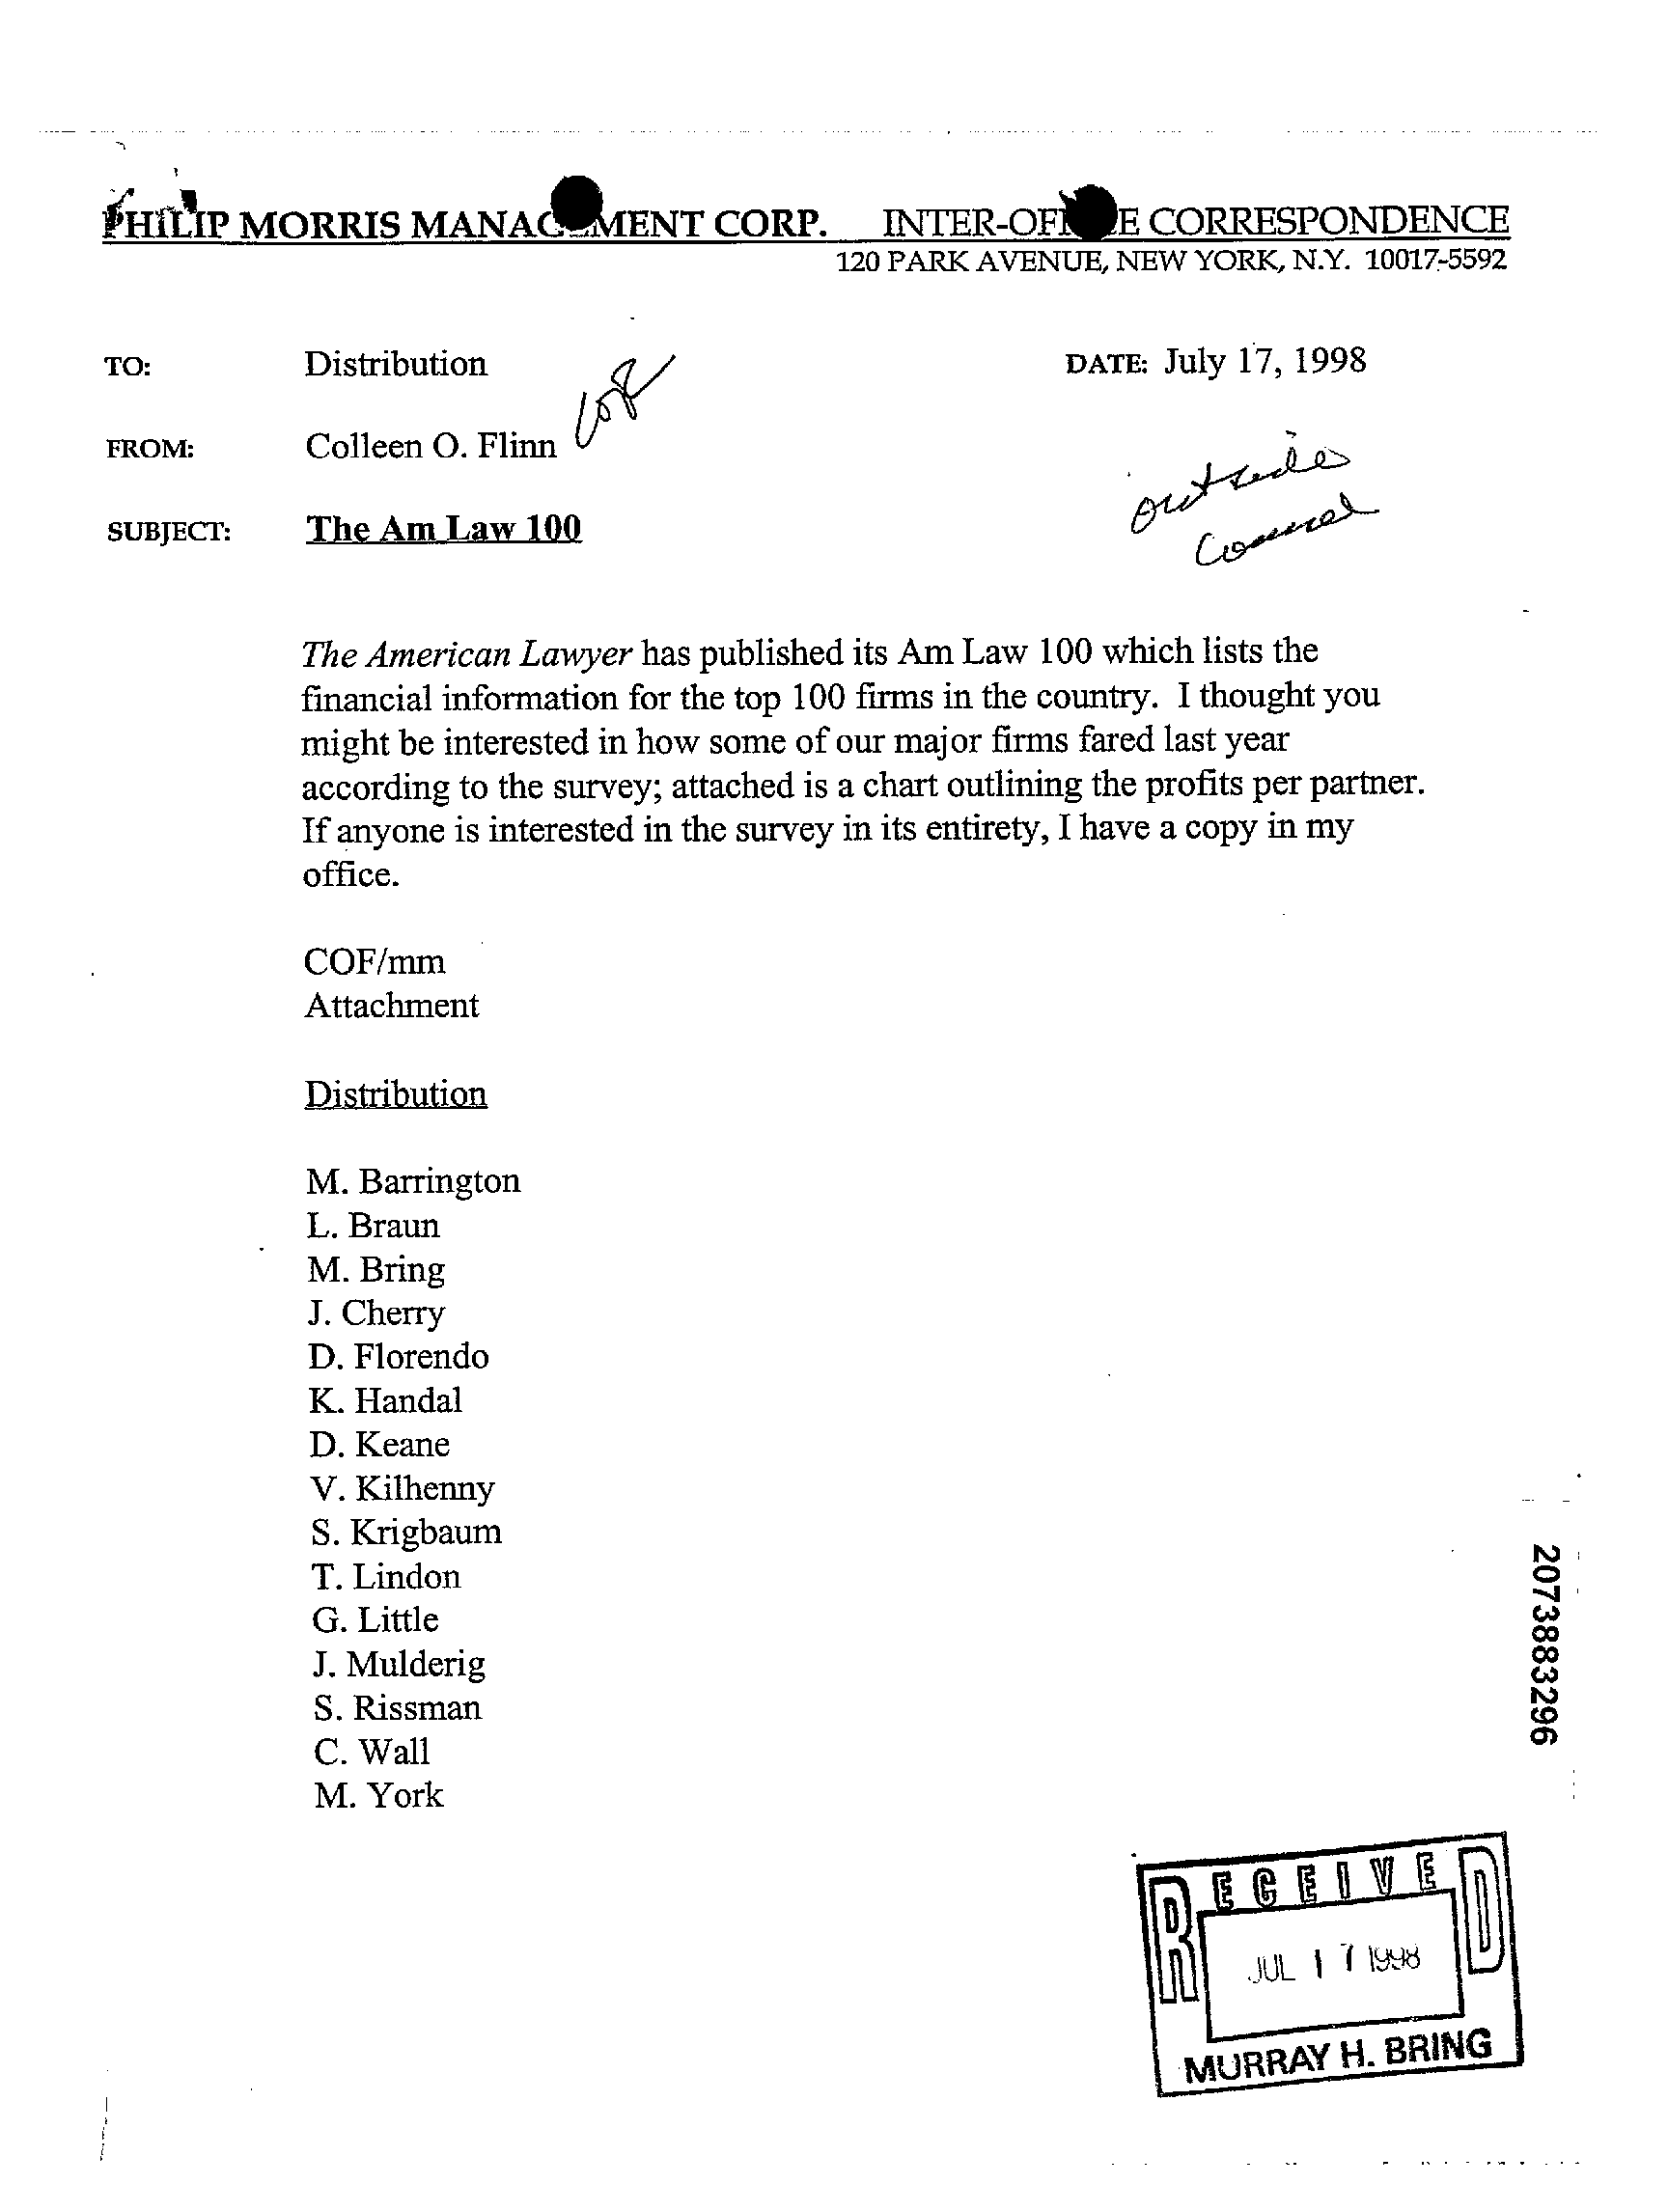 PHILIP MORRIS MANAGEMENT CORP. INTER-OFFICE CORRESPONDENCE
120 PARK AVENUE, NEW YORK, N.Y. 10017-5592
TO: Distribution DATE: July 17, 1998
FROM: Colleen O. Flinn
outside
Counsel
SUBJECT: The Am Law 100
The American Lawyer has published its Am Law 100 which lists the
financial information for the top 100 firms in the country. I thought you
might be interested in how some of our major firms fared last year
according to the survey; attached is a chart outlining the profits per partner.
If anyone is interested in the survey in its entirety, I have a copy in my
office.
COF/mm
Attachment
Distribution
M. Barrington
L. Braun
M. Bring
J. Cherry
D. Florendo
K. Handal
D. Keane
V. Kilhenny
S. Krigbaum
T. Lindon
G. Little
J. Mulderig
S. Rissman
C. Wall
M. York
2073883296
RECEIVED
JUL 17 1998
MURRAY H. BRING